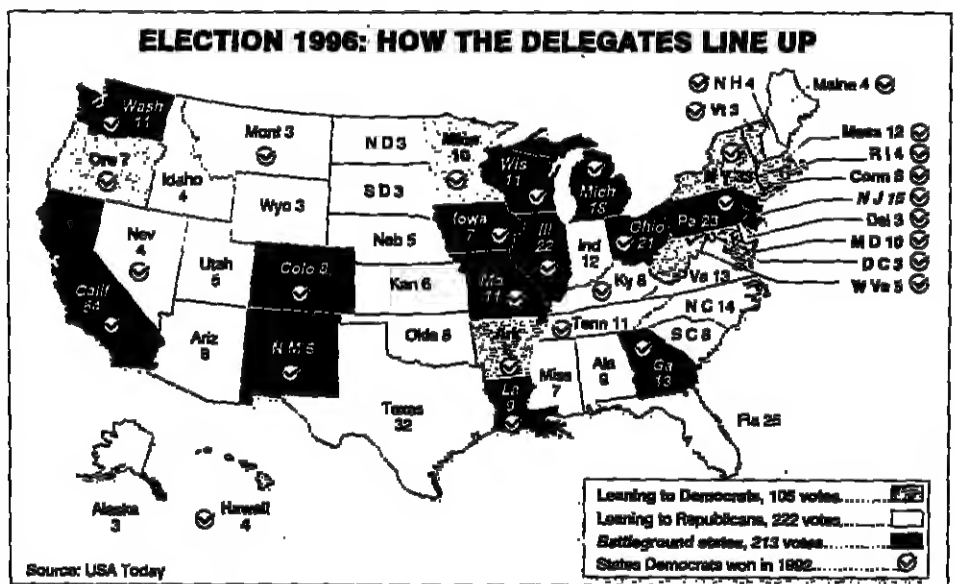 ELECTION 1996: HOW THE DELEGATES LINE UP
Wash
11
Ore 7
Idaho
4
Mont 3
Wyo 3
N D 3
S D 3
Neb 5
Kan 6
Okla 8
Texas
32
Nev
4
Utah
5
Calif
54
Ariz
8
Colo 8
N M 5
10
Iowa
7
Wis
11
Ill
22
Mo
11
Ark
La
9
Miss
7
Ala
9
Ga
13
Fla 25
Mich
18
Ind
12
Ohio
21
Ky 8
Tenn 11
Pa 23
Va 13
N C 14
S C 8
N H 4
Vt 3
Maine 4
Mass 12
R I 4
Conn 8
N J 15
Del 3
M D 10
D C 3
W Va 5
Alaska
3
Hawaii
4
Leaning to Democrats, 105 votes
Leaning to Republicans, 222 votes
Battleground states, 213 votes
States Democrats won in 1992
Source: USA Today